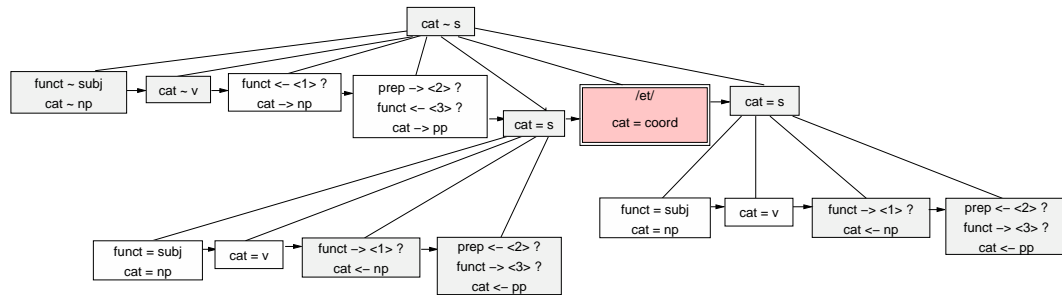 cat ~ s
funct ~ subj
cat ~ np
cat ~ v
funct <− <1> ?
cat −> np
prep −> <2> ?
funct <− <3> ?
cat −> pp
cat = s
/et/
cat = coord
cat = s
funct = subj
cat = np
cat = v
funct −> <1> ?
cat <− np
prep <− <2> ?
funct −> <3> ?
cat <− pp
funct = subj
cat = np
cat = v
funct −> <1> ?
cat <− np
prep <− <2> ?
funct −> <3> ?
cat <− pp